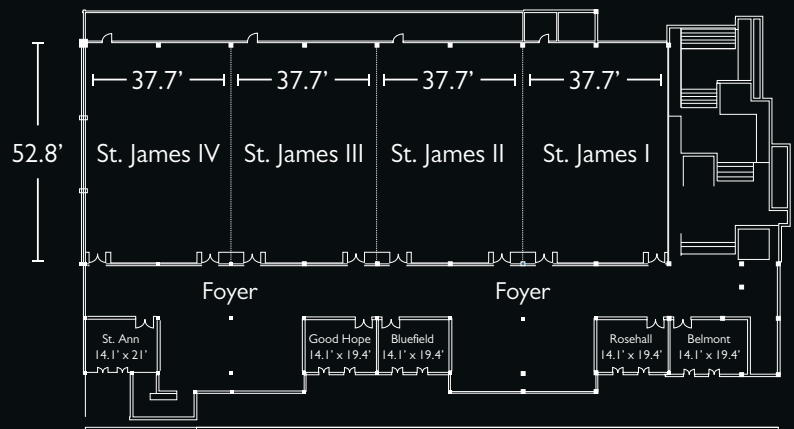 37.7’
37.7’
37.7’
37.7’
52.8’
St. James IV
St. James III
St. James II
St. James I
Foyer
Foyer
St. Ann
14.1’ x 21’
Good Hope
14.1’ x 19.4’
Bluefield
14.1’ x 19.4’
Rosehall
14.1’ x 19.4’
Belmont
14.1’ x 19.4’